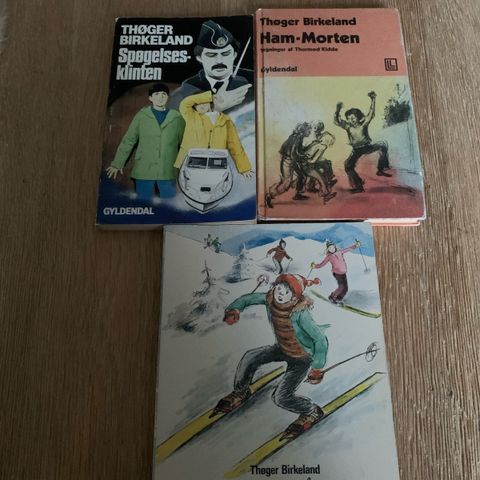 THØGER
BIRKELAND
Spøgelses-
klinten
GYLDENDAL
Thøger Birkeland
Ham-Morten
tegninger af Thormod Kidde
Gyldendal
Thøger Birkeland